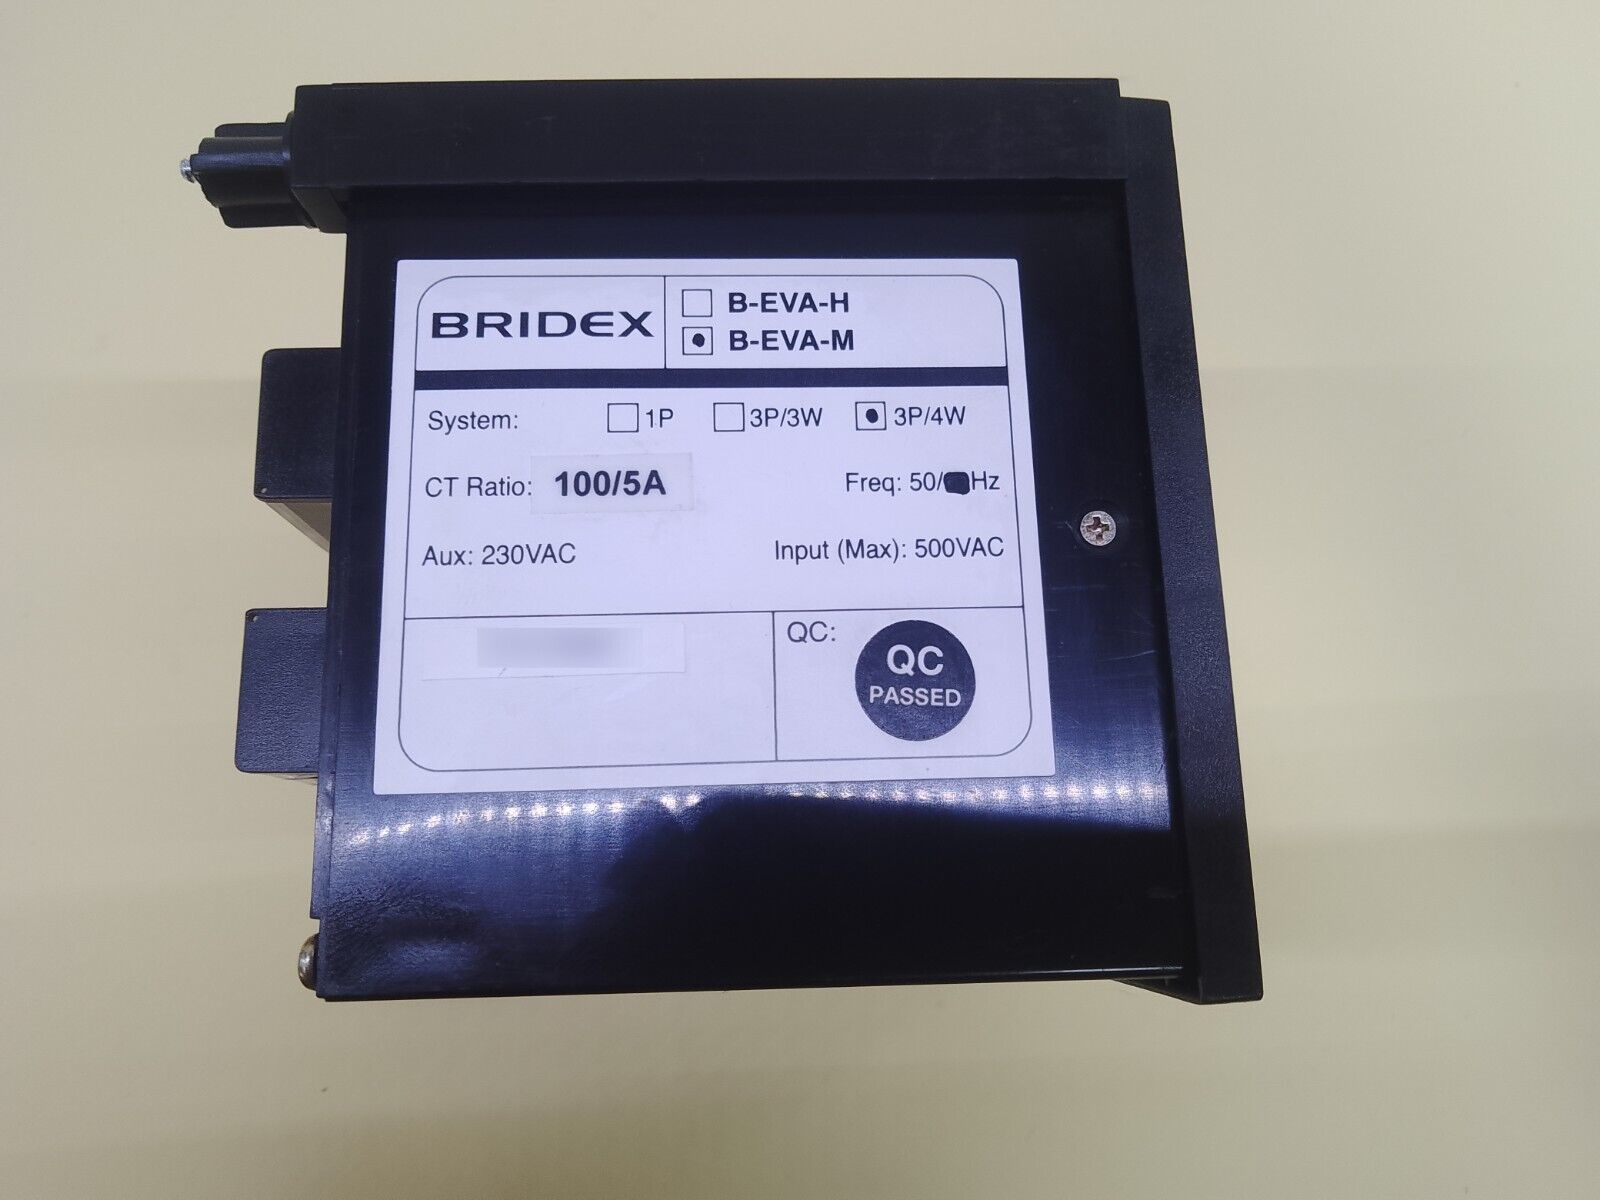 BRIDEX
B-EVA-H
B-EVA-M
System: 1P 3P/3W 3P/4W
CT Ratio: 100/5A Freq: 50/ Hz
Aux: 230VAC Input (Max): 500VAC
QC:
QC
PASSED